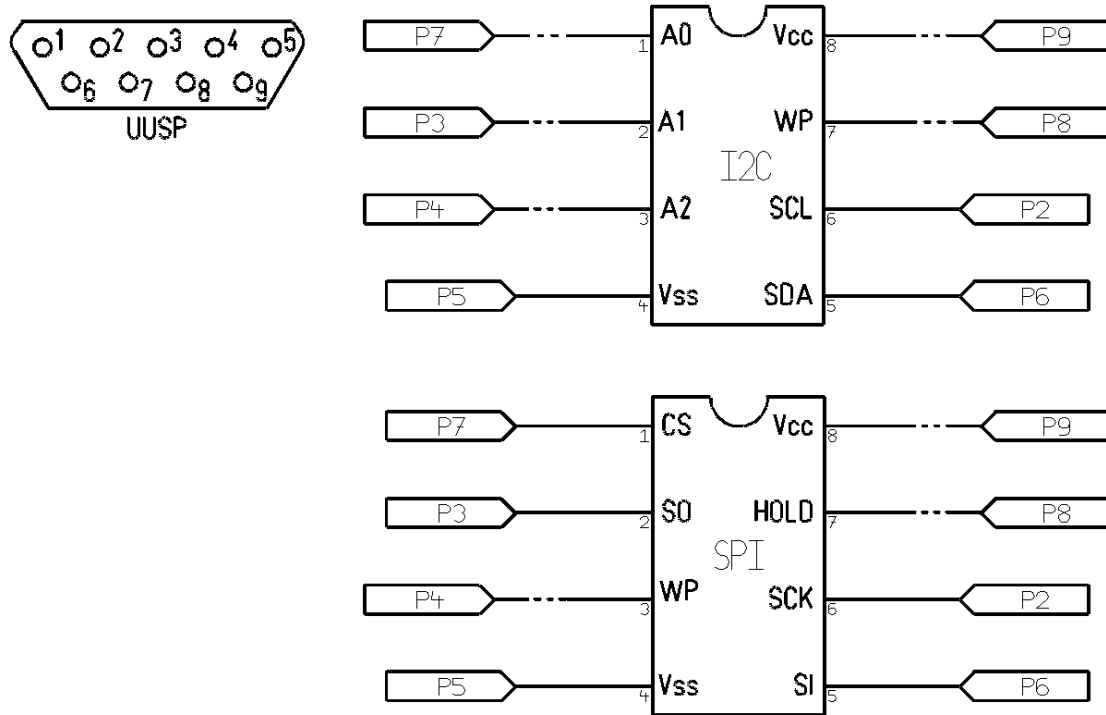 1 2 3 4 5
6 7 8 9
UUSP
P7 1 A0 Vcc 8 P9
P3 2 A1 WP 7 P8
I2C
P4 3 A2 SCL 6 P2
P5 4 Vss SDA 5 P6
P7 1 CS Vcc 8 P9
P3 2 SO HOLD 7 P8
SPI
P4 3 WP SCK 6 P2
P5 4 Vss SI 5 P6